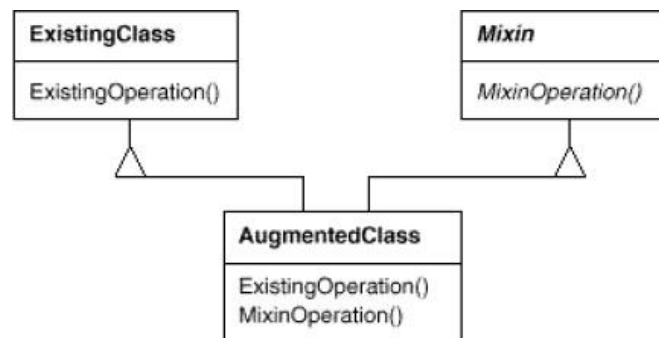 ExistingClass
ExistingOperation()
Mixin
MixinOperation()
AugmentedClass
ExistingOperation()
MixinOperation()